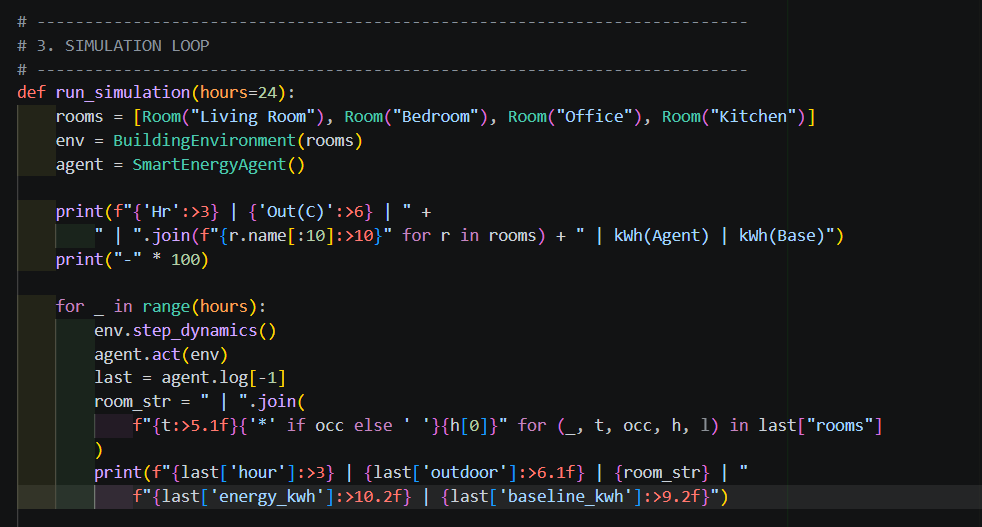 # -------------------------------------------------------------------------
# 3. SIMULATION LOOP
# -------------------------------------------------------------------------
def run_simulation(hours=24):
    rooms = [Room("Living Room"), Room("Bedroom"), Room("Office"), Room("Kitchen")]
    env = BuildingEnvironment(rooms)
    agent = SmartEnergyAgent()

    print(f"{'Hr':>3} | {'Out(C)':>6} | " +
        " | ".join(f"{r.name[:10]:>10}" for r in rooms) + " | kWh(Agent) | kWh(Base)")
    print("-" * 100)

    for _ in range(hours):
        env.step_dynamics()
        agent.act(env)
        last = agent.log[-1]
        room_str = " | ".join(
            f"{t:>5.1f}{'*' if occ else ' '}{h[0]}" for (_, t, occ, h, l) in last["rooms"]
        )
        print(f"{last['hour']:>3} | {last['outdoor']:>6.1f} | {room_str} | "
            f"{last['energy_kwh']:>10.2f} | {last['baseline_kwh']:>9.2f}")